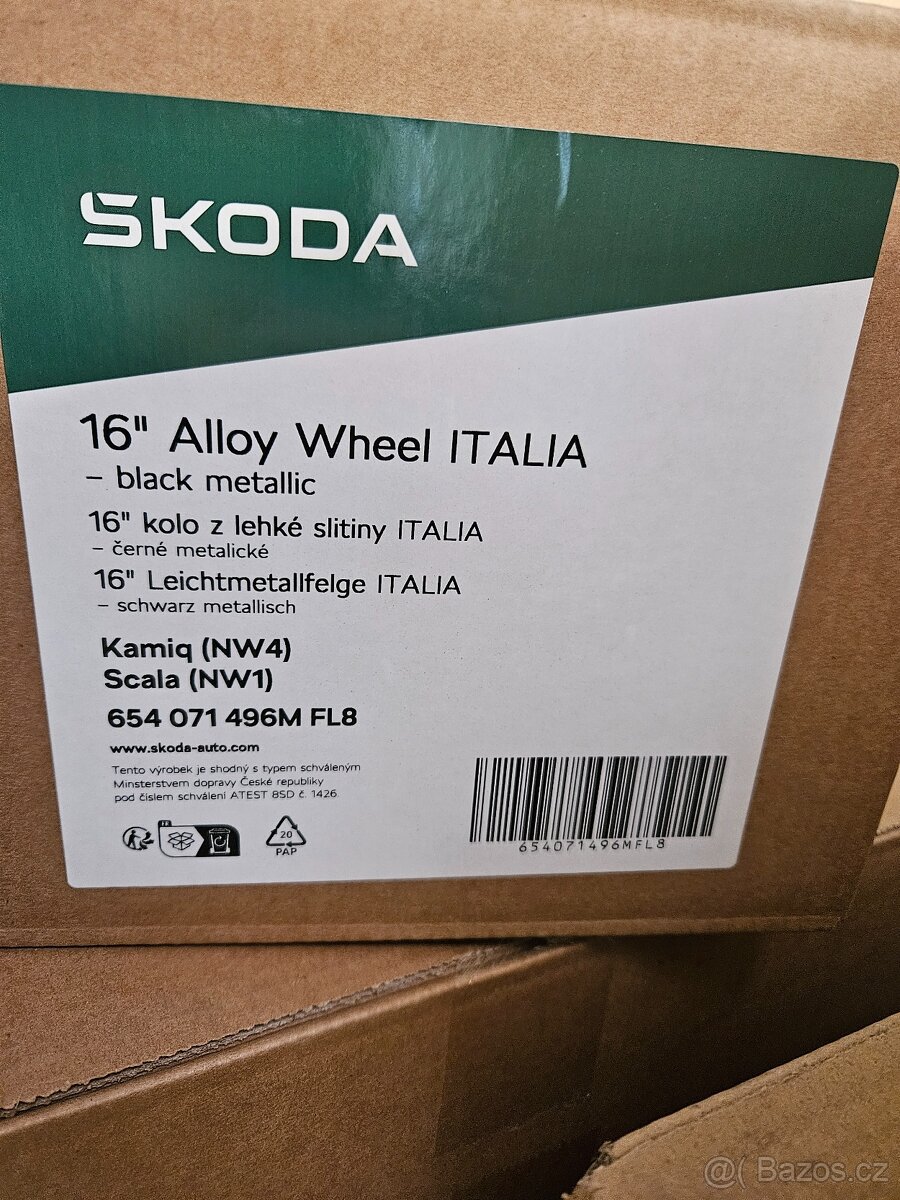 ŠKODA
16" Alloy Wheel ITALIA
– black metallic
16" kolo z lehké slitiny ITALIA
– černé metalické
16" Leichtmetallfelge ITALIA
– schwarz metallisch
Kamiq (NW4)
Scala (NW1)
654 071 496M FL8
www.skoda-auto.com
Tento výrobek je shodný s typem schváleným
Minsterstvem dopravy České republiky
pod číslem schválení ATEST 8SD č. 1426.
FR
20
PAP
654071496MFL8
@( Bazos.cz